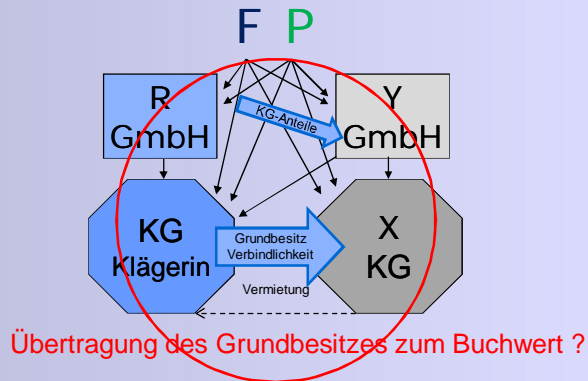 F P
R
GmbH
KG-Anteile
Y
GmbH
KG
Klägerin
Grundbesitz
Verbindlichkeit
Vermietung
X
KG
Übertragung des Grundbesitzes zum Buchwert ?